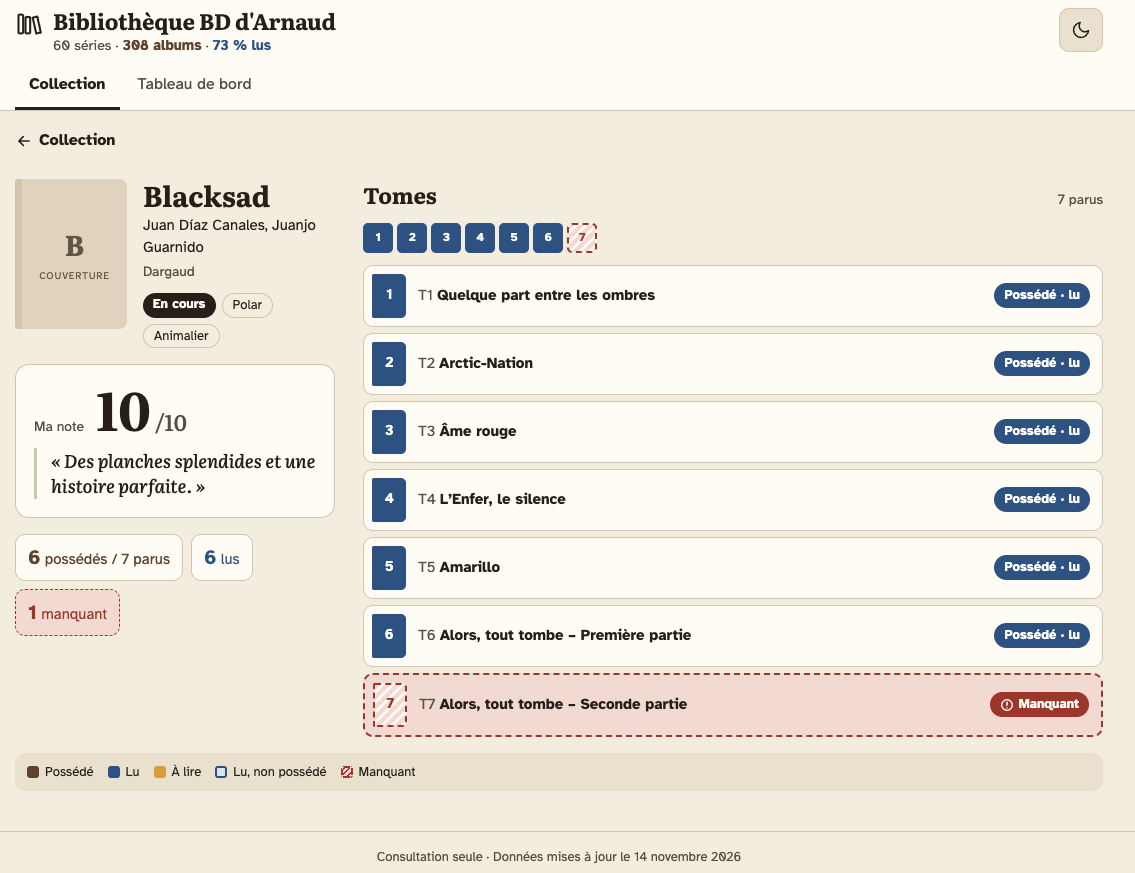 Bibliothèque BD d'Arnaud
60 séries · 308 albums · 73 % lus
Collection
Tableau de bord
← Collection
B
COUVERTURE
Blacksad
Juan Díaz Canales, Juanjo
Guarnido
Dargaud
En cours
Polar
Animalier
Ma note 10 /10
« Des planches splendides et une
histoire parfaite. »
6 possédés / 7 parus
6 lus
1 manquant
Tomes
7 parus
1 2 3 4 5 6 7
1 T1 Quelque part entre les ombres Possédé · lu
2 T2 Arctic-Nation Possédé · lu
3 T3 Âme rouge Possédé · lu
4 T4 L’Enfer, le silence Possédé · lu
5 T5 Amarillo Possédé · lu
6 T6 Alors, tout tombe – Première partie Possédé · lu
7 T7 Alors, tout tombe – Seconde partie Manquant
Possédé Lu À lire Lu, non possédé Manquant
Consultation seule · Données mises à jour le 14 novembre 2026